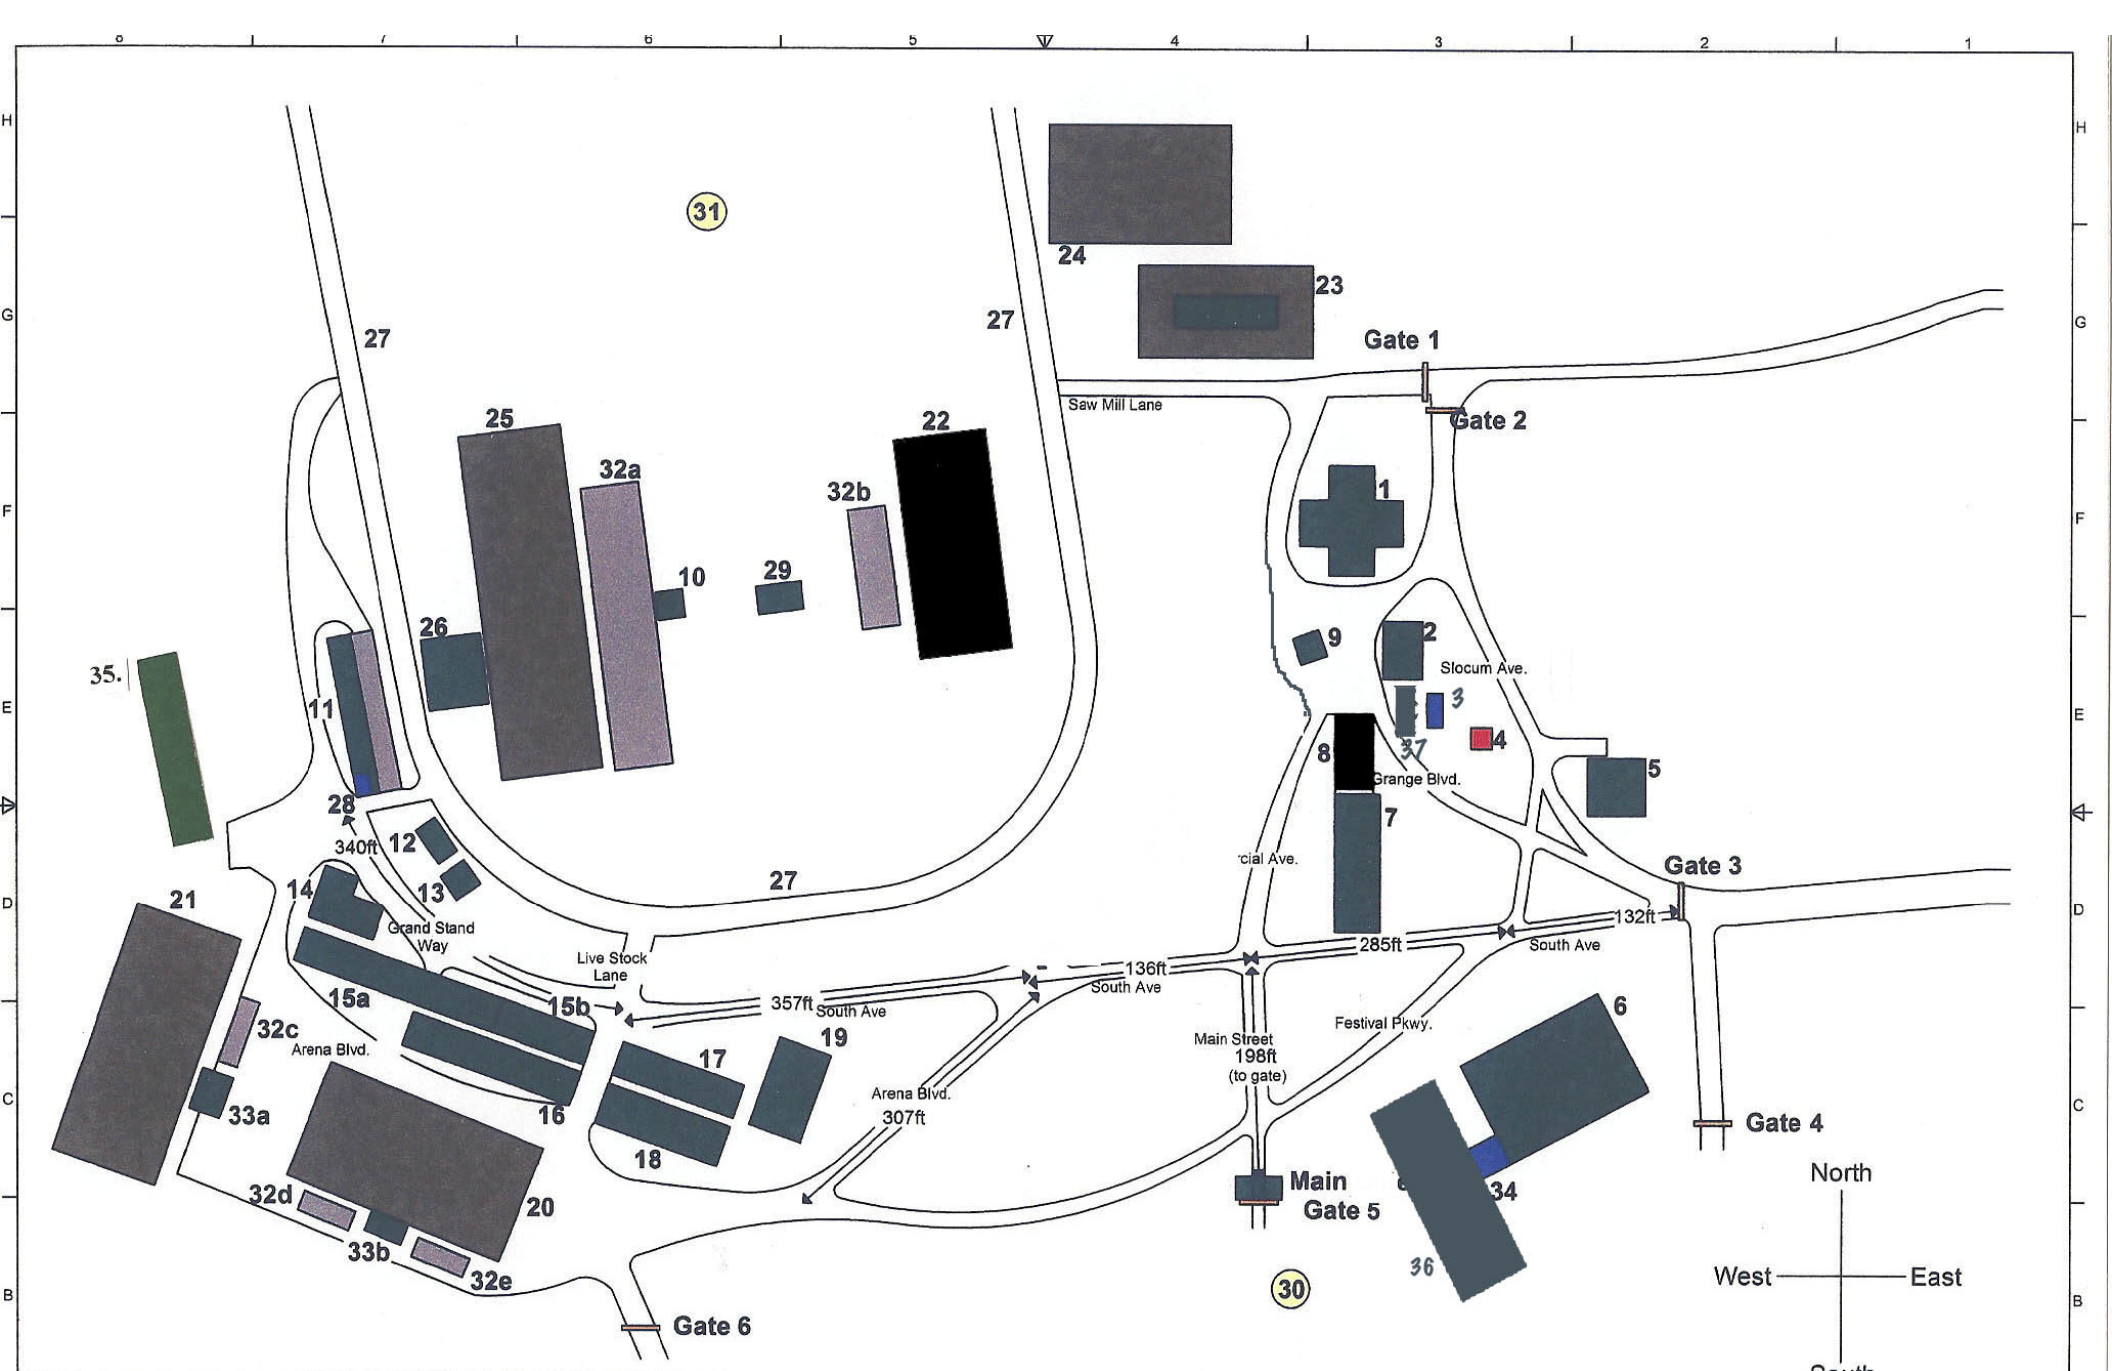 8 7 6 5 4 3 2 1
H
H
31
24
23
G
27
27
Gate 1
G
Saw Mill Lane
25
22
Gate 2
32a
32b
1
F
F
10
29
26
9
2
35.
Slocum Ave.
11
E
3
E
37
4
8
5
Grange Blvd.
28
12
7
340ft
rcial Ave.
Gate 3
14
13
27
21
D
D
132ft
Grand Stand
Way
285ft
South Ave
Live Stock
Lane
136ft
South Ave
15a
15b
357ft
South Ave
6
32c
Festival Pkwy.
19
Arena Blvd.
Main Street
198ft
(to gate)
17
Arena Blvd.
C
33a
16
307ft
C
Gate 4
18
North
Main
34
32d
20
Gate 5
33b
36
32e
West
East
30
B
B
Gate 6
South